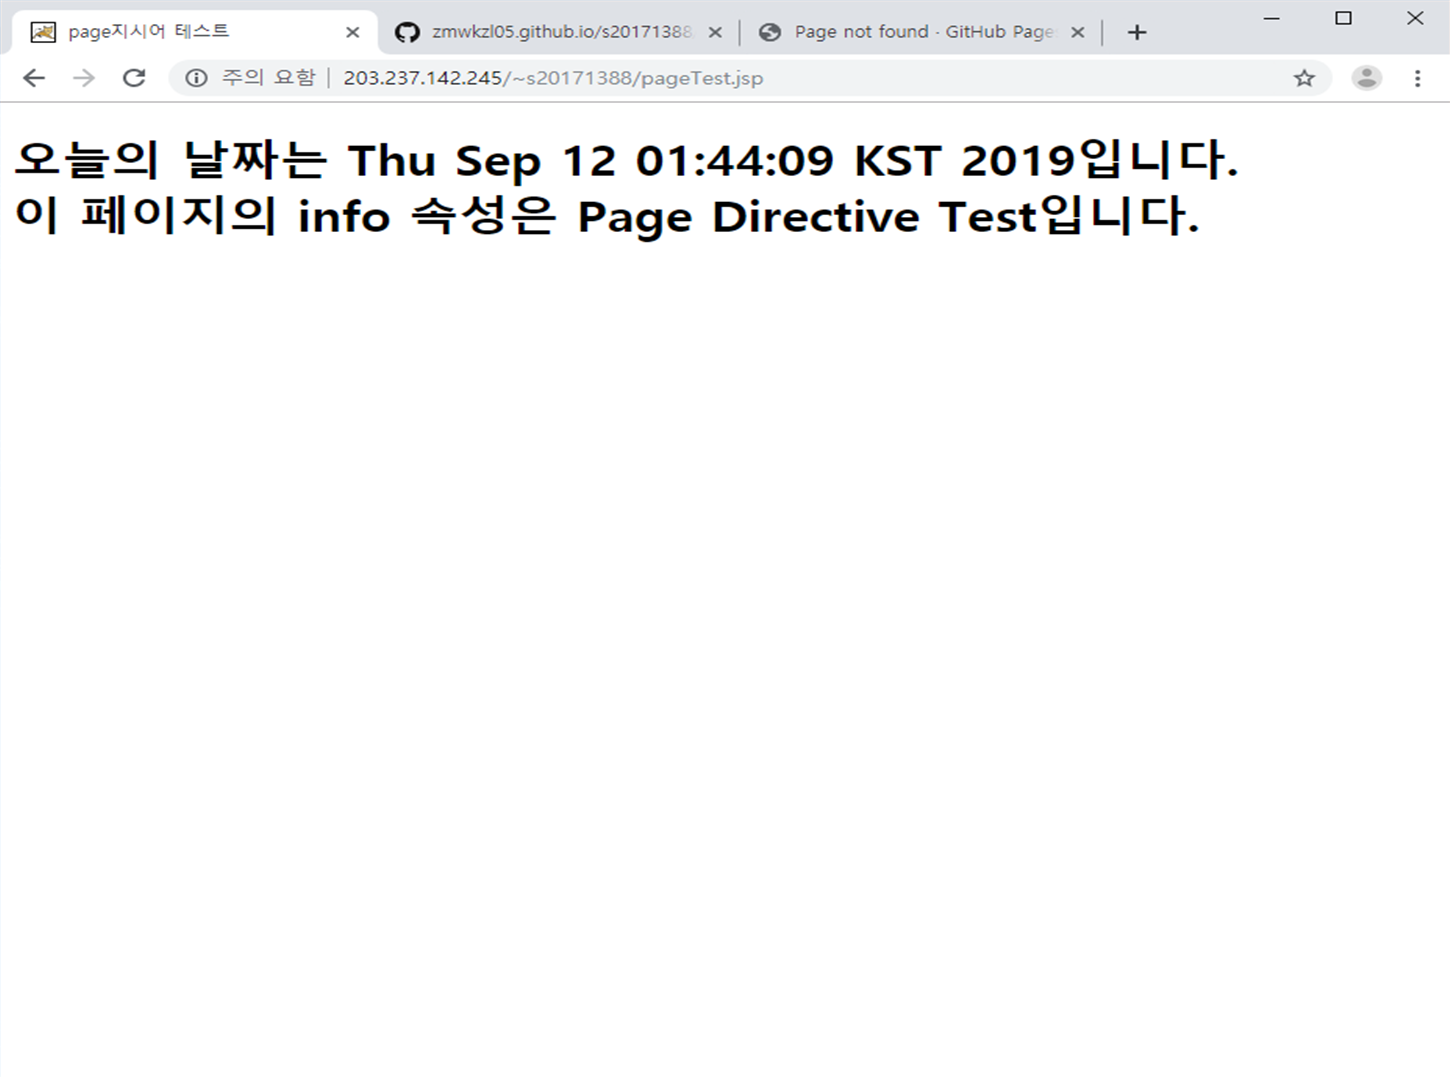 page지시어 테스트
zmwkzl05.github.io/s20171388
Page not found · GitHub Page
주의 요함
203.237.142.245/~s20171388/pageTest.jsp
오늘의 날짜는 Thu Sep 12 01:44:09 KST 2019입니다.
이 페이지의 info 속성은 Page Directive Test입니다.